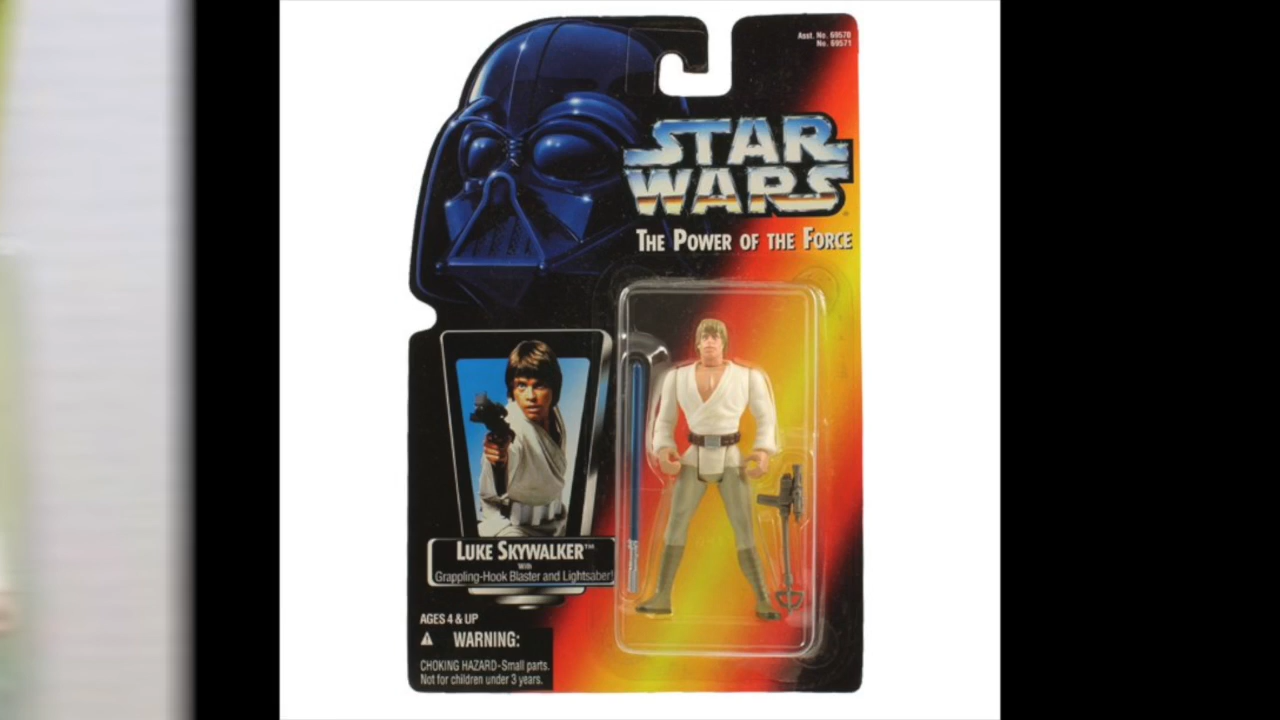 Asst. No. 69570
No. 69571
STAR
WARS
THE POWER OF THE FORCE
LUKE SKYWALKER™
With
Grappling-Hook Blaster and Lightsaber!
AGES 4 & UP
WARNING:
CHOKING HAZARD-Small parts.
Not for children under 3 years.